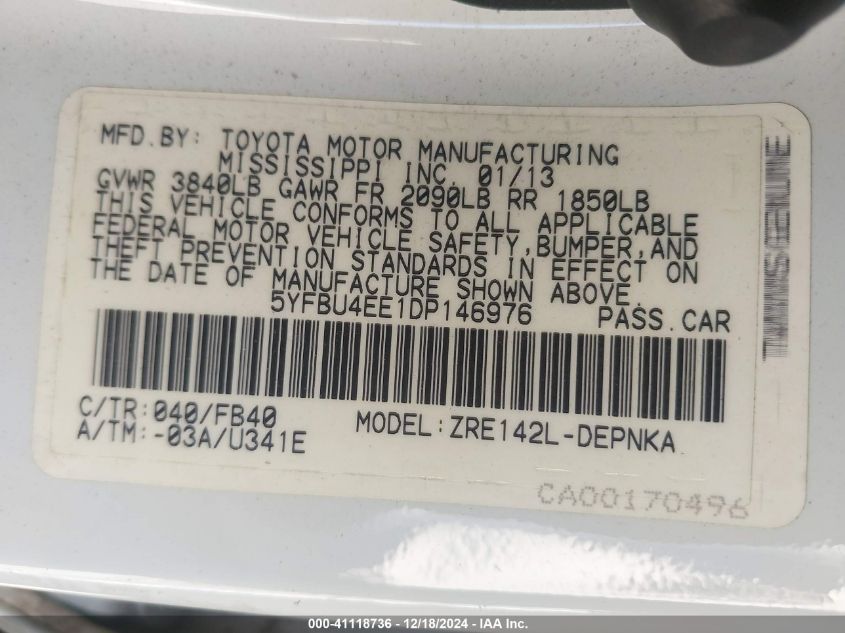 MFD.BY: TOYOTA MOTOR MANUFACTURING
MISSISSIPPI INC. 01/13
GVWR 3840LB GAWR FR 2090LB RR 1850LB
THIS VEHICLE CONFORMS TO ALL APPLICABLE
FEDERAL MOTOR VEHICLE SAFETY,BUMPER,AND
THEFT PREVENTION STANDARDS IN EFFECT ON
THE DATE OF MANUFACTURE SHOWN ABOVE.
5YFBU4EE1DP146976 PASS.CAR
C/TR:040/FB40
A/TM:-03A/U341E
MODEL:ZRE142L-DEPNKA
CA00170496
000-41118736 - 12/18/2024 - IAA Inc.